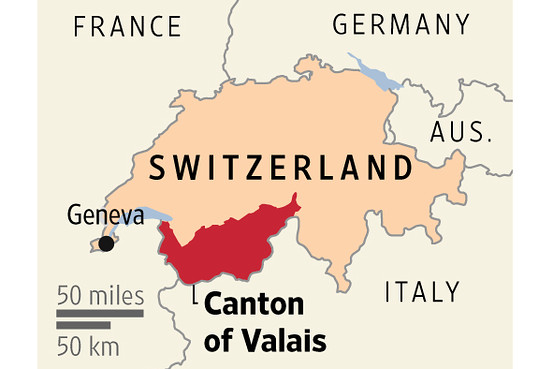 FRANCE
GERMANY
AUS.
SWITZERLAND
Geneva
ITALY
50 miles
50 km
Canton
of Valais